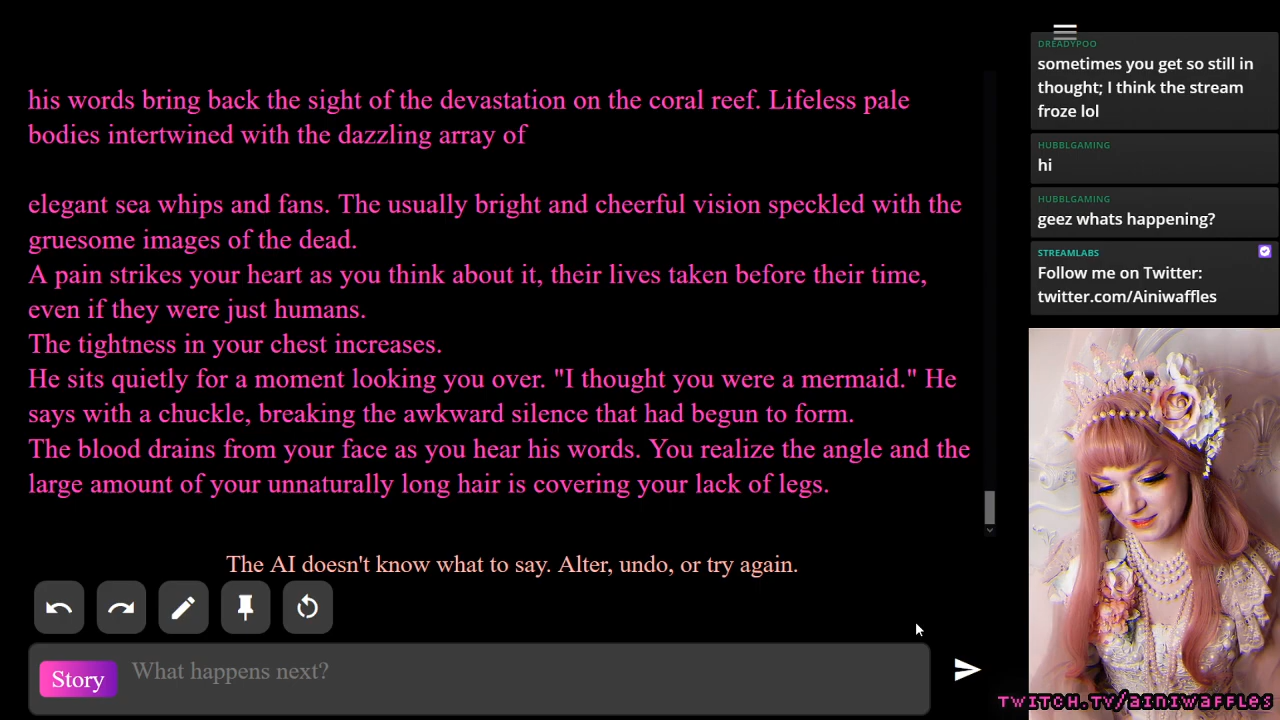 his words bring back the sight of the devastation on the coral reef. Lifeless pale
bodies intertwined with the dazzling array of
elegant sea whips and fans. The usually bright and cheerful vision speckled with the
gruesome images of the dead.
A pain strikes your heart as you think about it, their lives taken before their time,
even if they were just humans.
The tightness in your chest increases.
He sits quietly for a moment looking you over. "I thought you were a mermaid." He
says with a chuckle, breaking the awkward silence that had begun to form.
The blood drains from your face as you hear his words. You realize the angle and the
large amount of your unnaturally long hair is covering your lack of legs.
The AI doesn't know what to say. Alter, undo, or try again.
Story
What happens next?
DREADYPOO
sometimes you get so still in
thought; I think the stream
froze lol
HUBBLGAMING
hi
HUBBLGAMING
geez whats happening?
STREAMLABS
Follow me on Twitter:
twitter.com/Ainiwaffles
TWITCH.TV/AINIWAFFLES